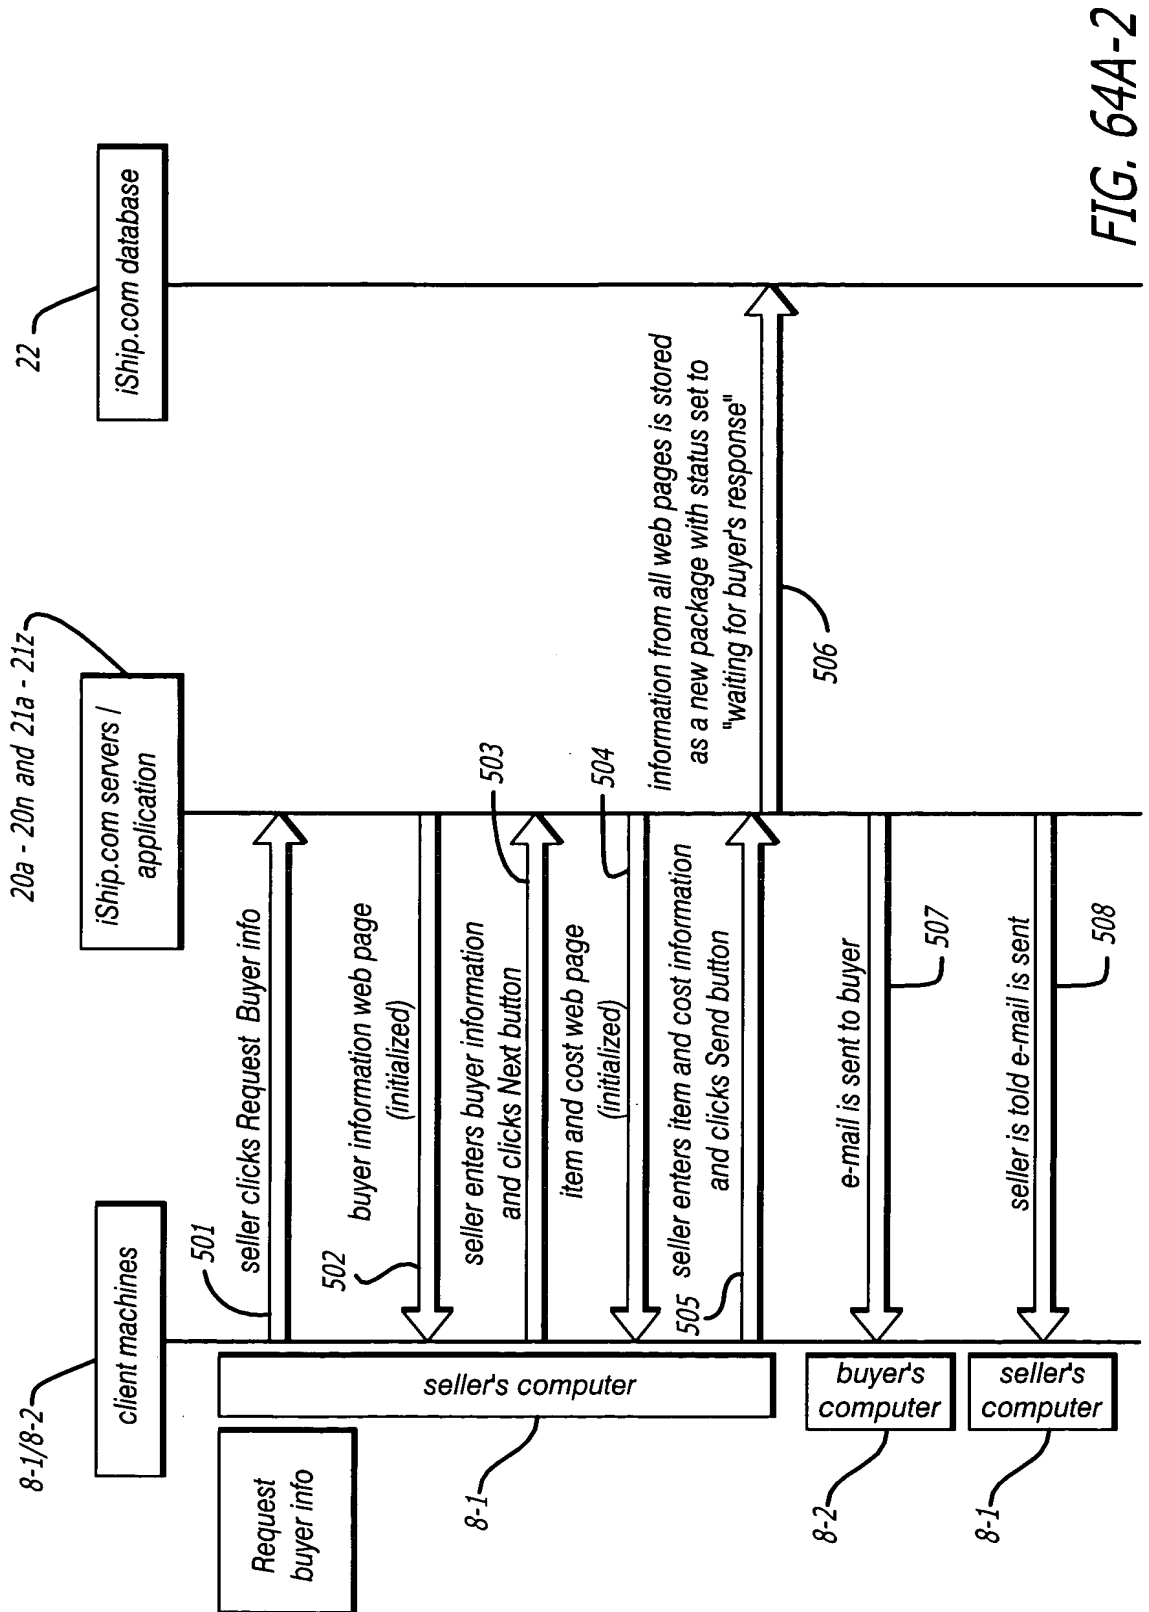 8-1/8-2
20a - 20n and 21a - 21z
22
client machines
iShip.com servers /
application
iShip.com database
Request
buyer info
seller's computer
8-1
501
seller clicks Request Buyer info
502
buyer information web page
(initialized)
seller enters buyer information
and clicks Next button
503
item and cost web page
(initialized)
504
505
seller enters item and cost information
and clicks Send button
information from all web pages is stored
as a new package with status set to
"waiting for buyer's response"
506
buyer's
computer
8-2
e-mail is sent to buyer
507
seller's
computer
8-1
seller is told e-mail is sent
508
FIG. 64A-2